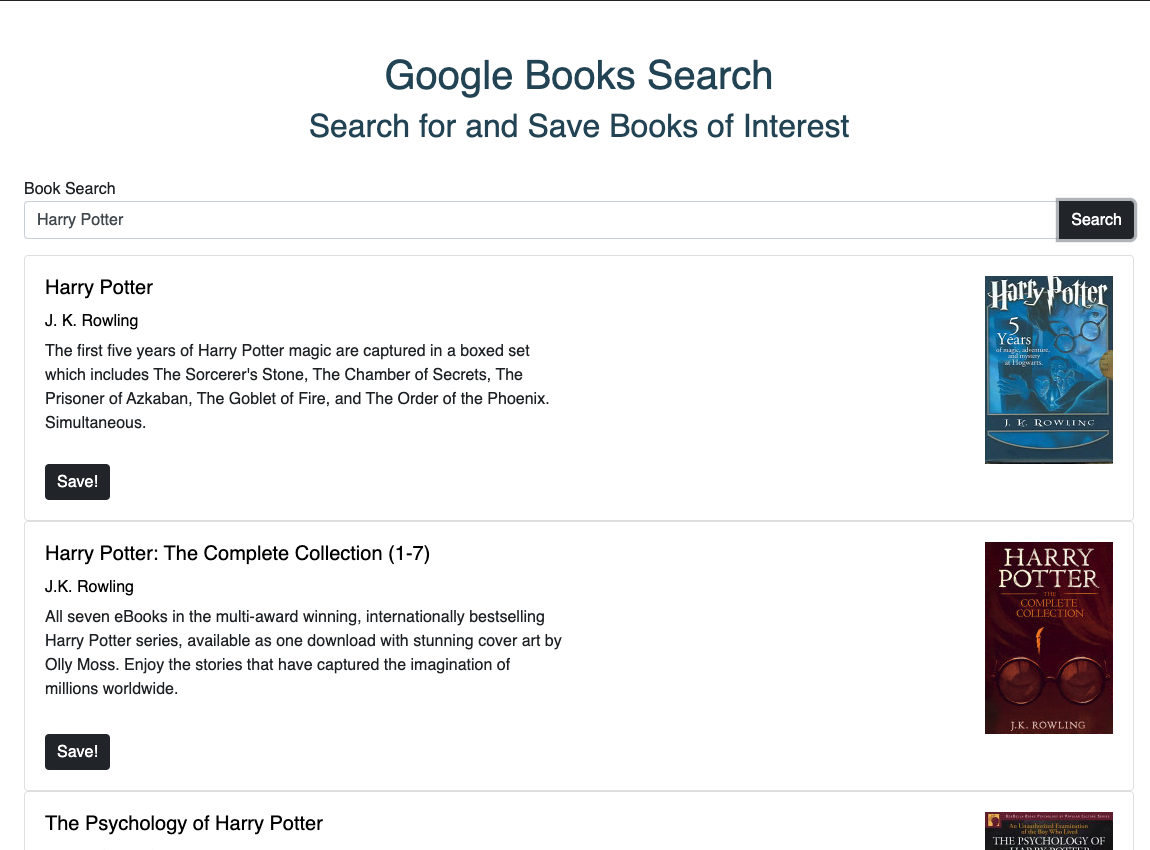 Google Books Search
Search for and Save Books of Interest
Book Search
Harry Potter
Search
Harry Potter
J. K. Rowling
The first five years of Harry Potter magic are captured in a boxed set
which includes The Sorcerer's Stone, The Chamber of Secrets, The
Prisoner of Azkaban, The Goblet of Fire, and The Order of the Phoenix.
Simultaneous.
Save!
Harry Potter
5
Years
of magic, adventure,
and mystery
at Hogwarts.
J. K. ROWLING
Harry Potter: The Complete Collection (1-7)
J.K. Rowling
All seven eBooks in the multi-award winning, internationally bestselling
Harry Potter series, available as one download with stunning cover art by
Olly Moss. Enjoy the stories that have captured the imagination of
millions worldwide.
Save!
HARRY
POTTER
THE
COMPLETE
COLLECTION
J.K. ROWLING
The Psychology of Harry Potter
An Unauthorized Examination
of the Boy Who Lived
THE PSYCHOLOGY OF
HARRY POTTER